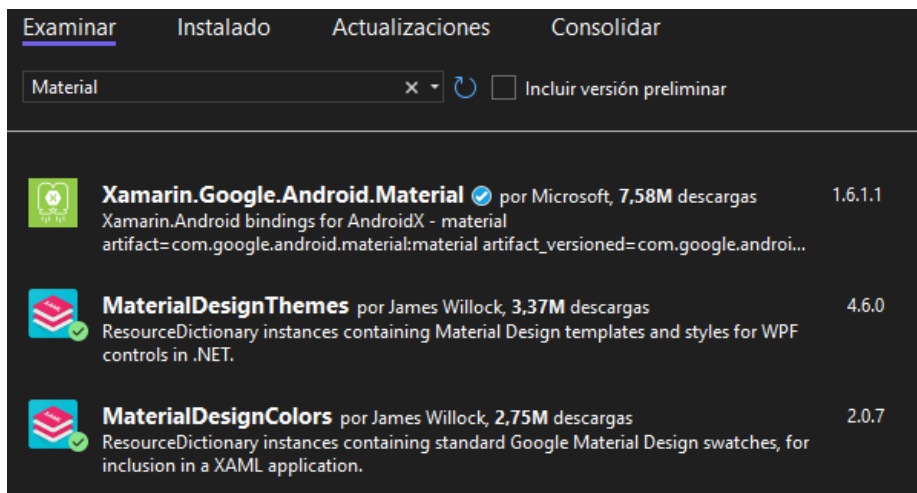 Examinar Instalado Actualizaciones Consolidar
Material Incluir versión preliminar
Xamarin.Google.Android.Material por Microsoft, 7,58M descargas 1.6.1.1
Xamarin.Android bindings for AndroidX - material
artifact=com.google.android.material:material artifact_versioned=com.google.androi...
MaterialDesignThemes por James Willock, 3,37M descargas 4.6.0
ResourceDictionary instances containing Material Design templates and styles for WPF
controls in .NET.
MaterialDesignColors por James Willock, 2,75M descargas 2.0.7
ResourceDictionary instances containing standard Google Material Design swatches, for
inclusion in a XAML application.